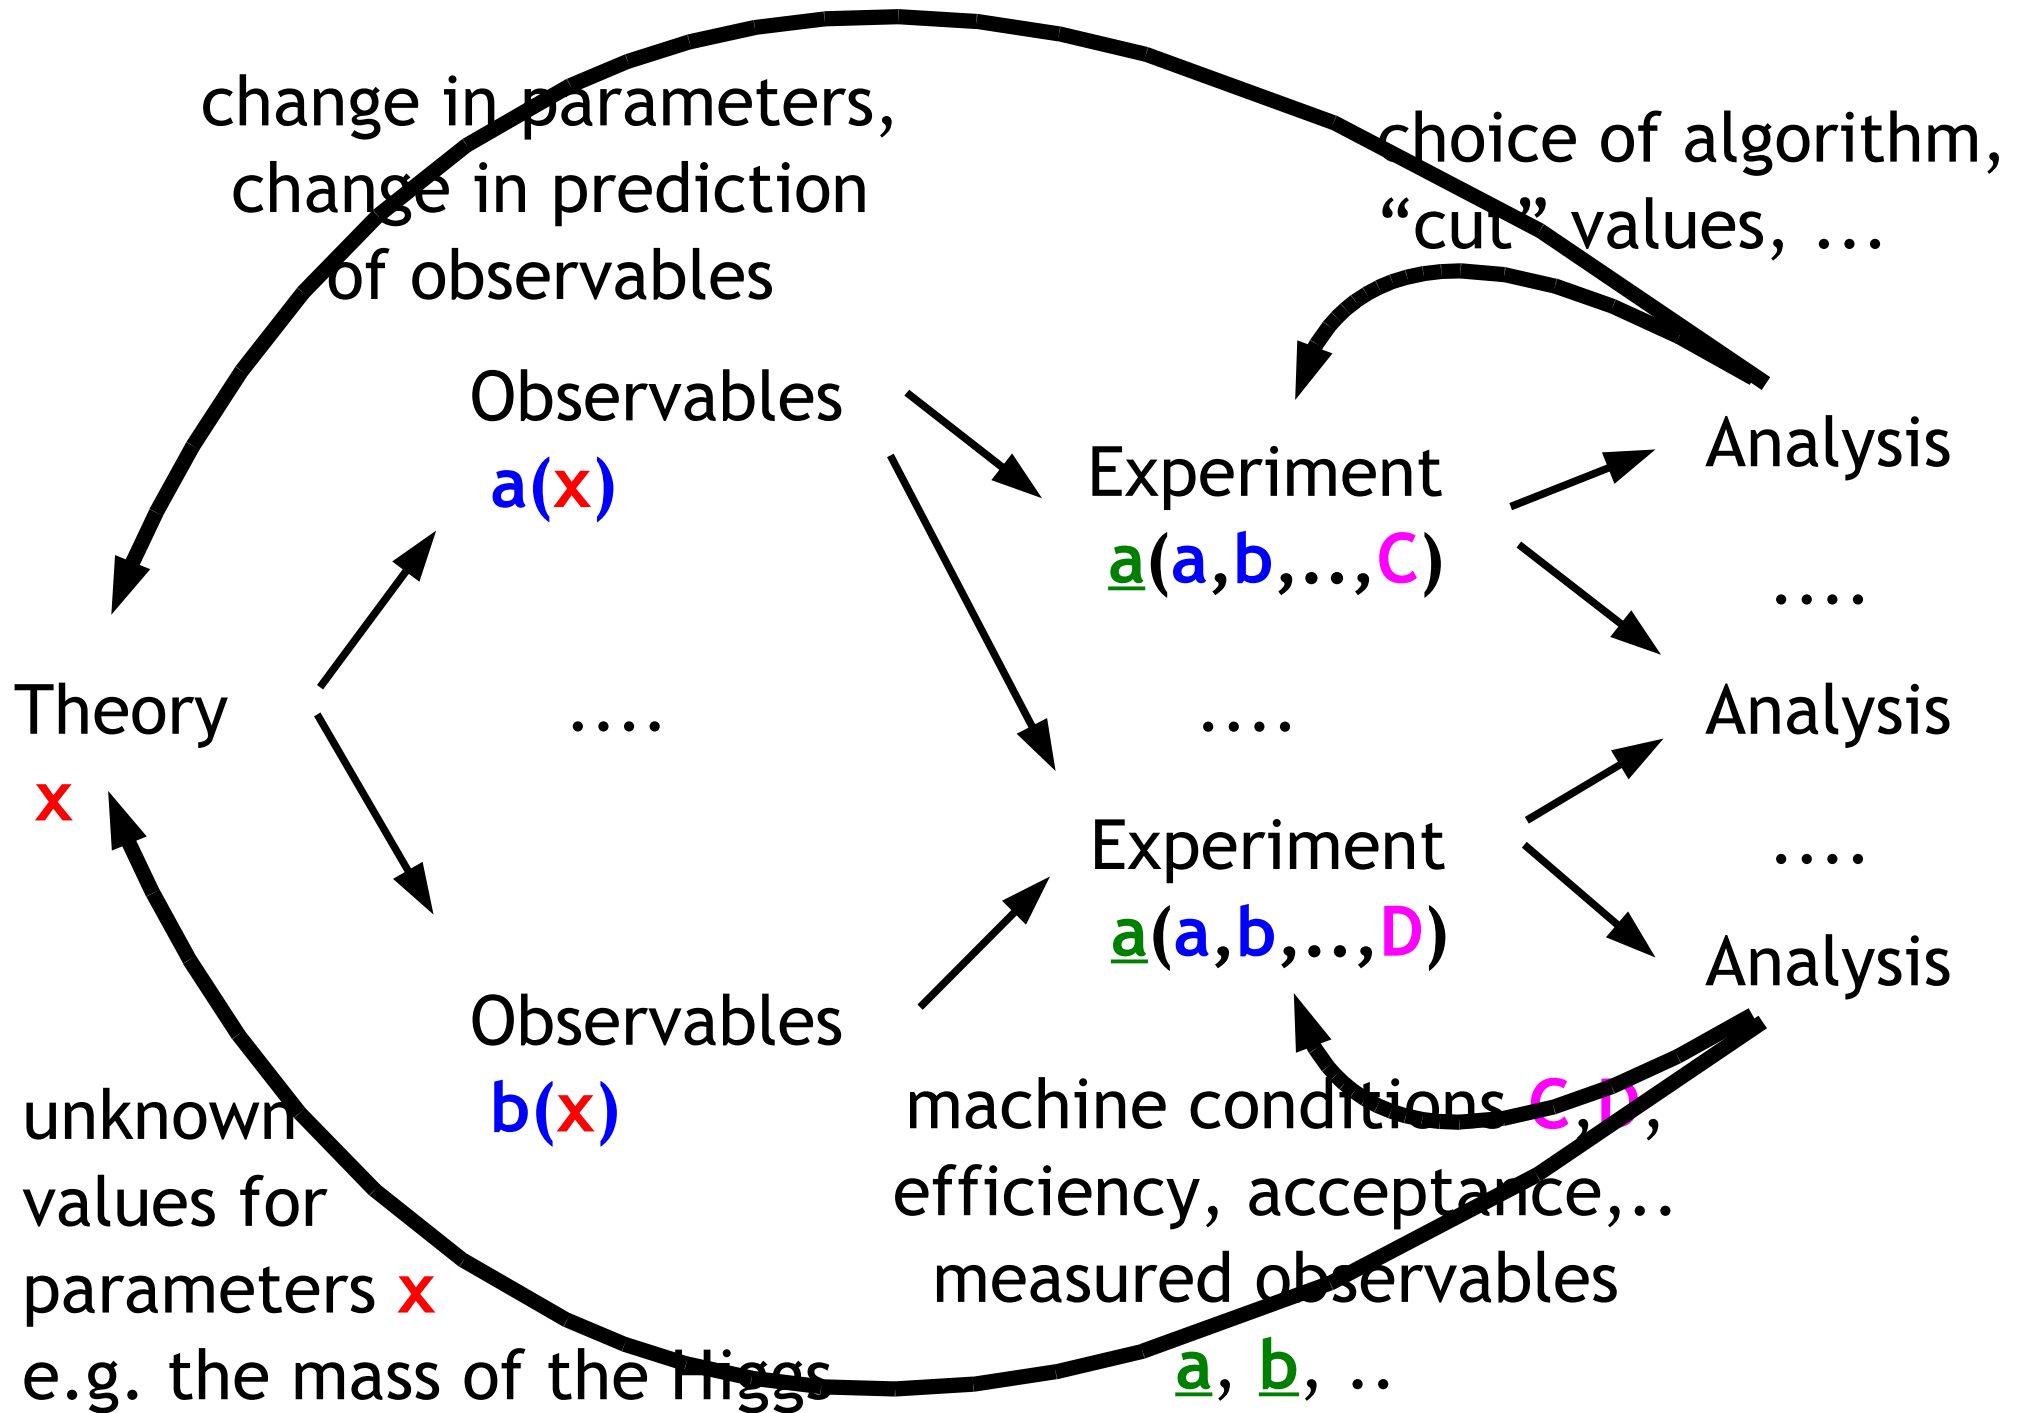 change in parameters,
change in prediction
of observables
choice of algorithm,
“cut” values, ...
Observables
a(x)
Experiment
a(a,b,..,C)
Analysis
....
Theory
x
....
....
Analysis
Experiment
a(a,b,..,D)
....
Analysis
Observables
b(x)
unknown
values for
parameters x
e.g. the mass of the Higgs
machine conditions C,D,
efficiency, acceptance,..
measured observables
a, b, ..